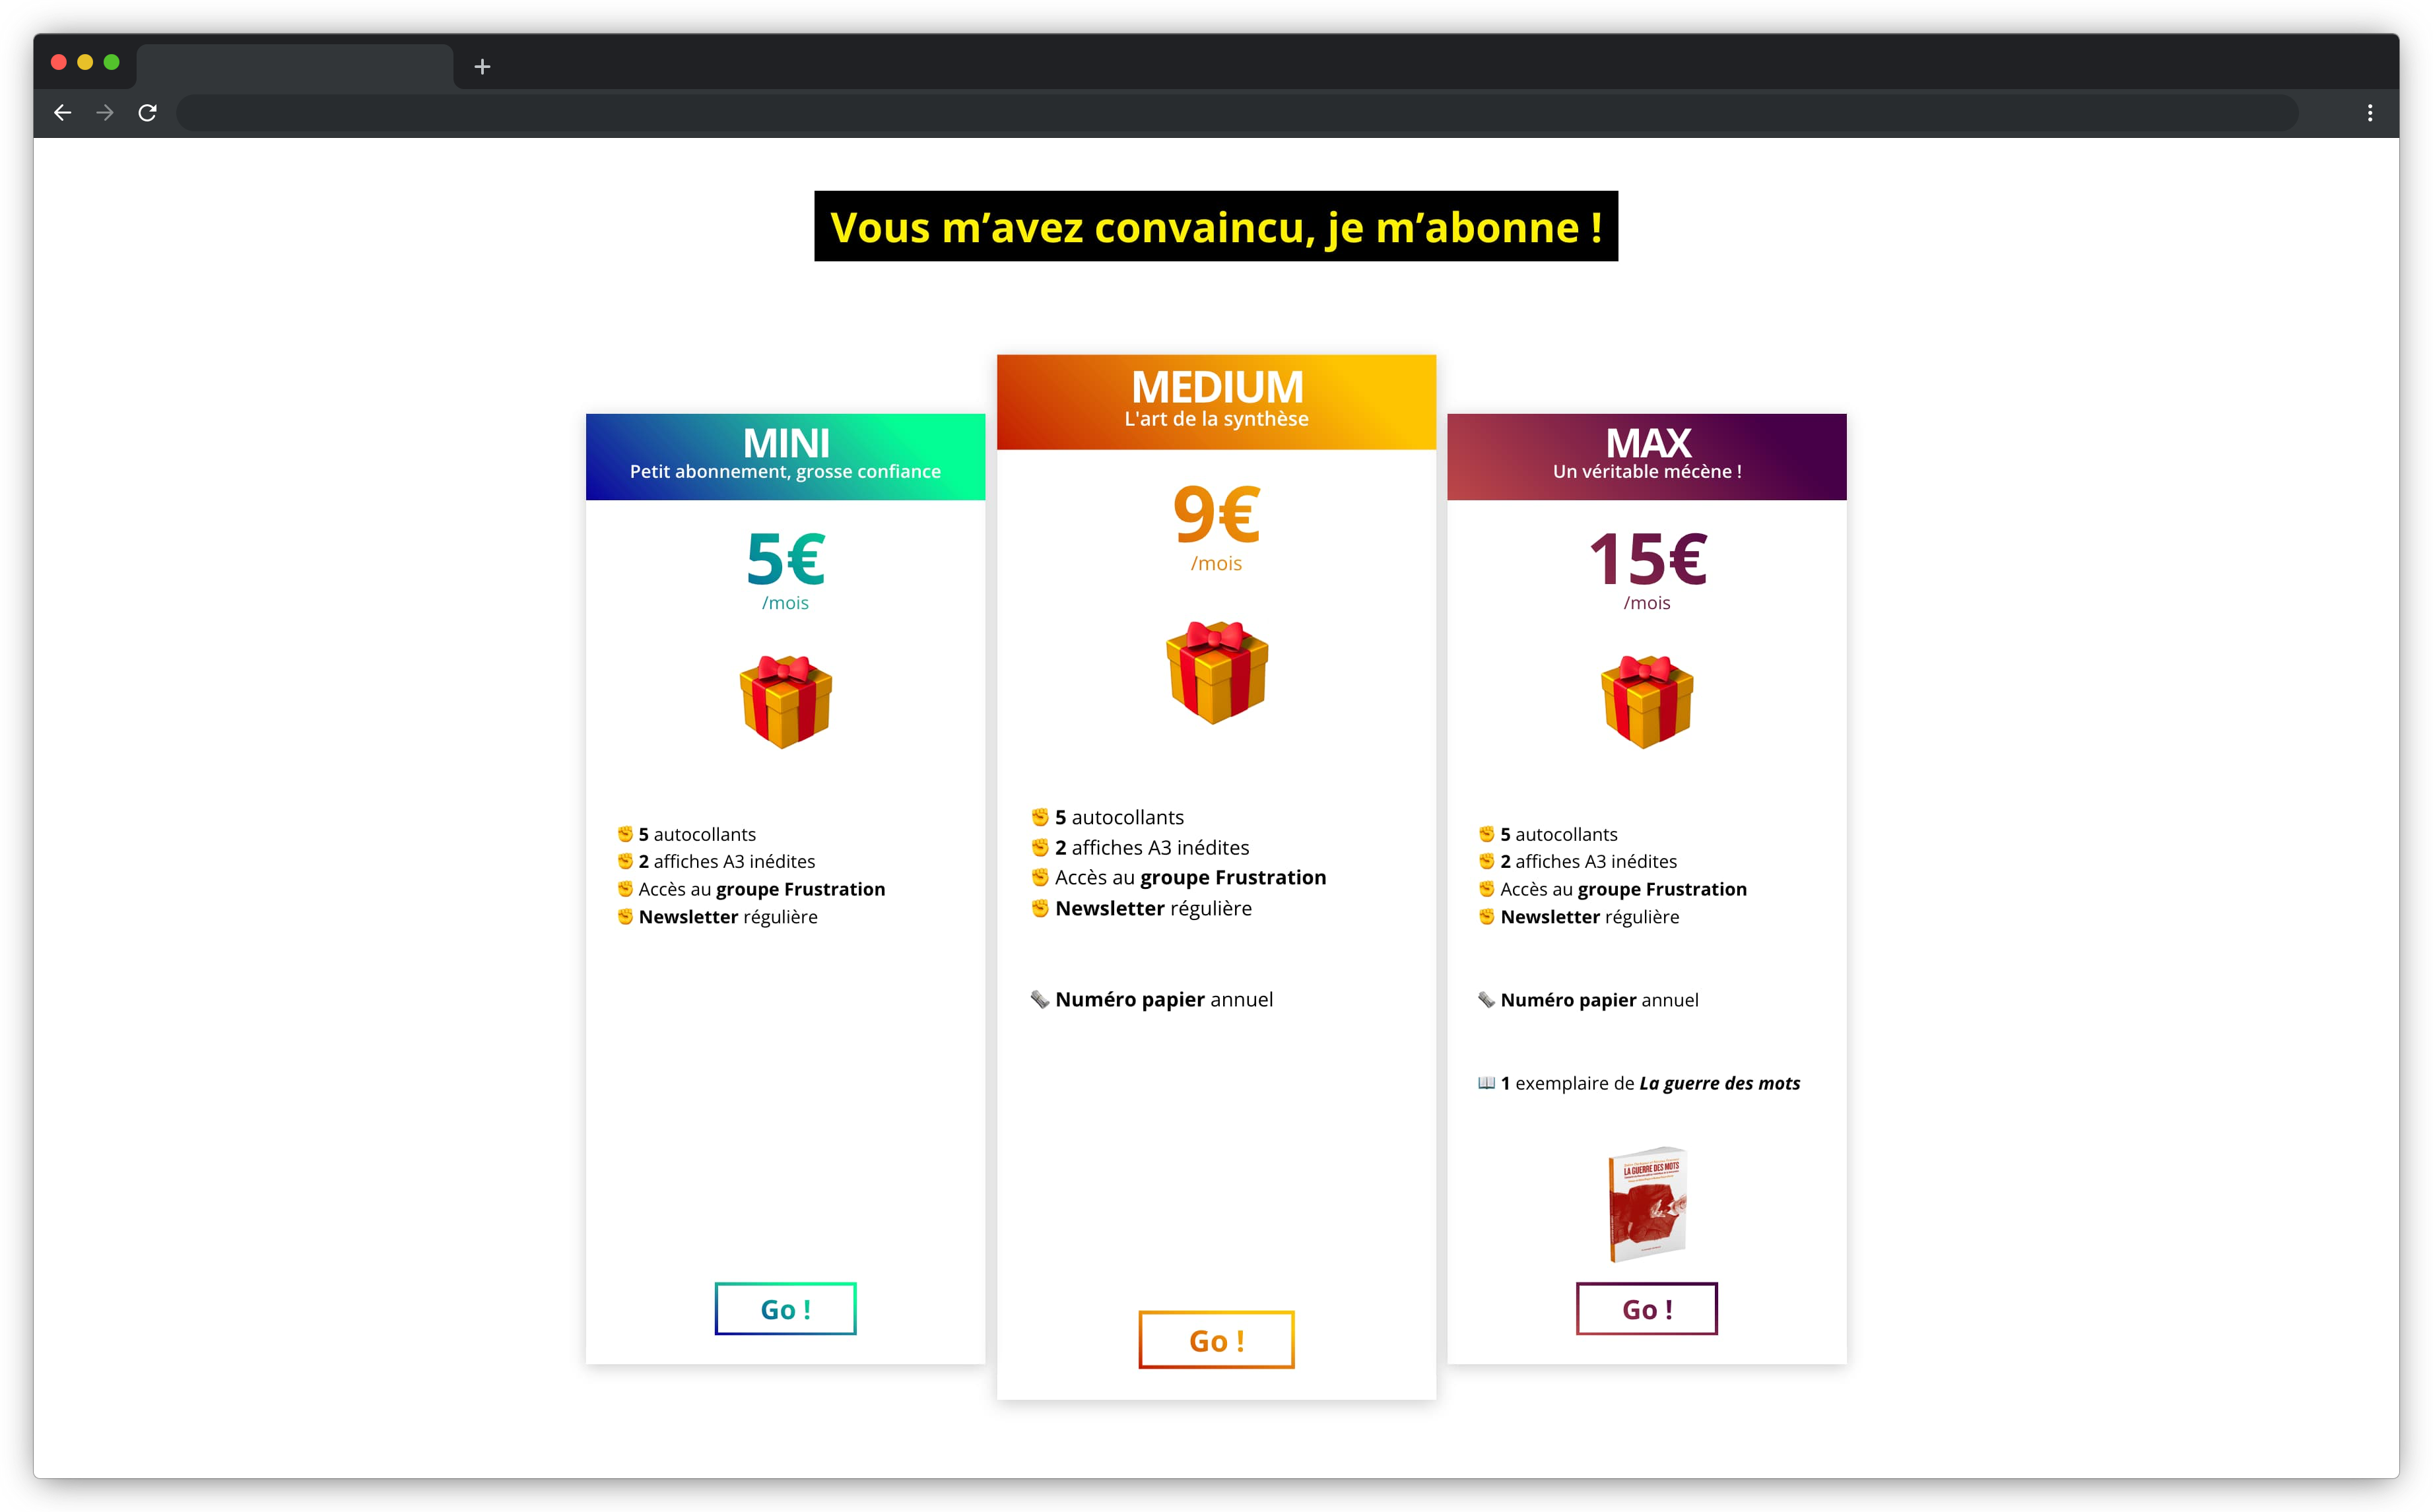 Vous m’avez convaincu, je m’abonne !
MINI
Petit abonnement, grosse confiance
5€
/mois
✊ 5 autocollants
✊ 2 affiches A3 inédites
✊ Accès au groupe Frustration
✊ Newsletter régulière
Go !
MEDIUM
L'art de la synthèse
9€
/mois
✊ 5 autocollants
✊ 2 affiches A3 inédites
✊ Accès au groupe Frustration
✊ Newsletter régulière
🗞️ Numéro papier annuel
Go !
MAX
Un véritable mécène !
15€
/mois
✊ 5 autocollants
✊ 2 affiches A3 inédites
✊ Accès au groupe Frustration
✊ Newsletter régulière
🗞️ Numéro papier annuel
📖 1 exemplaire de La guerre des mots
LA GUERRE DES MOTS
Go !